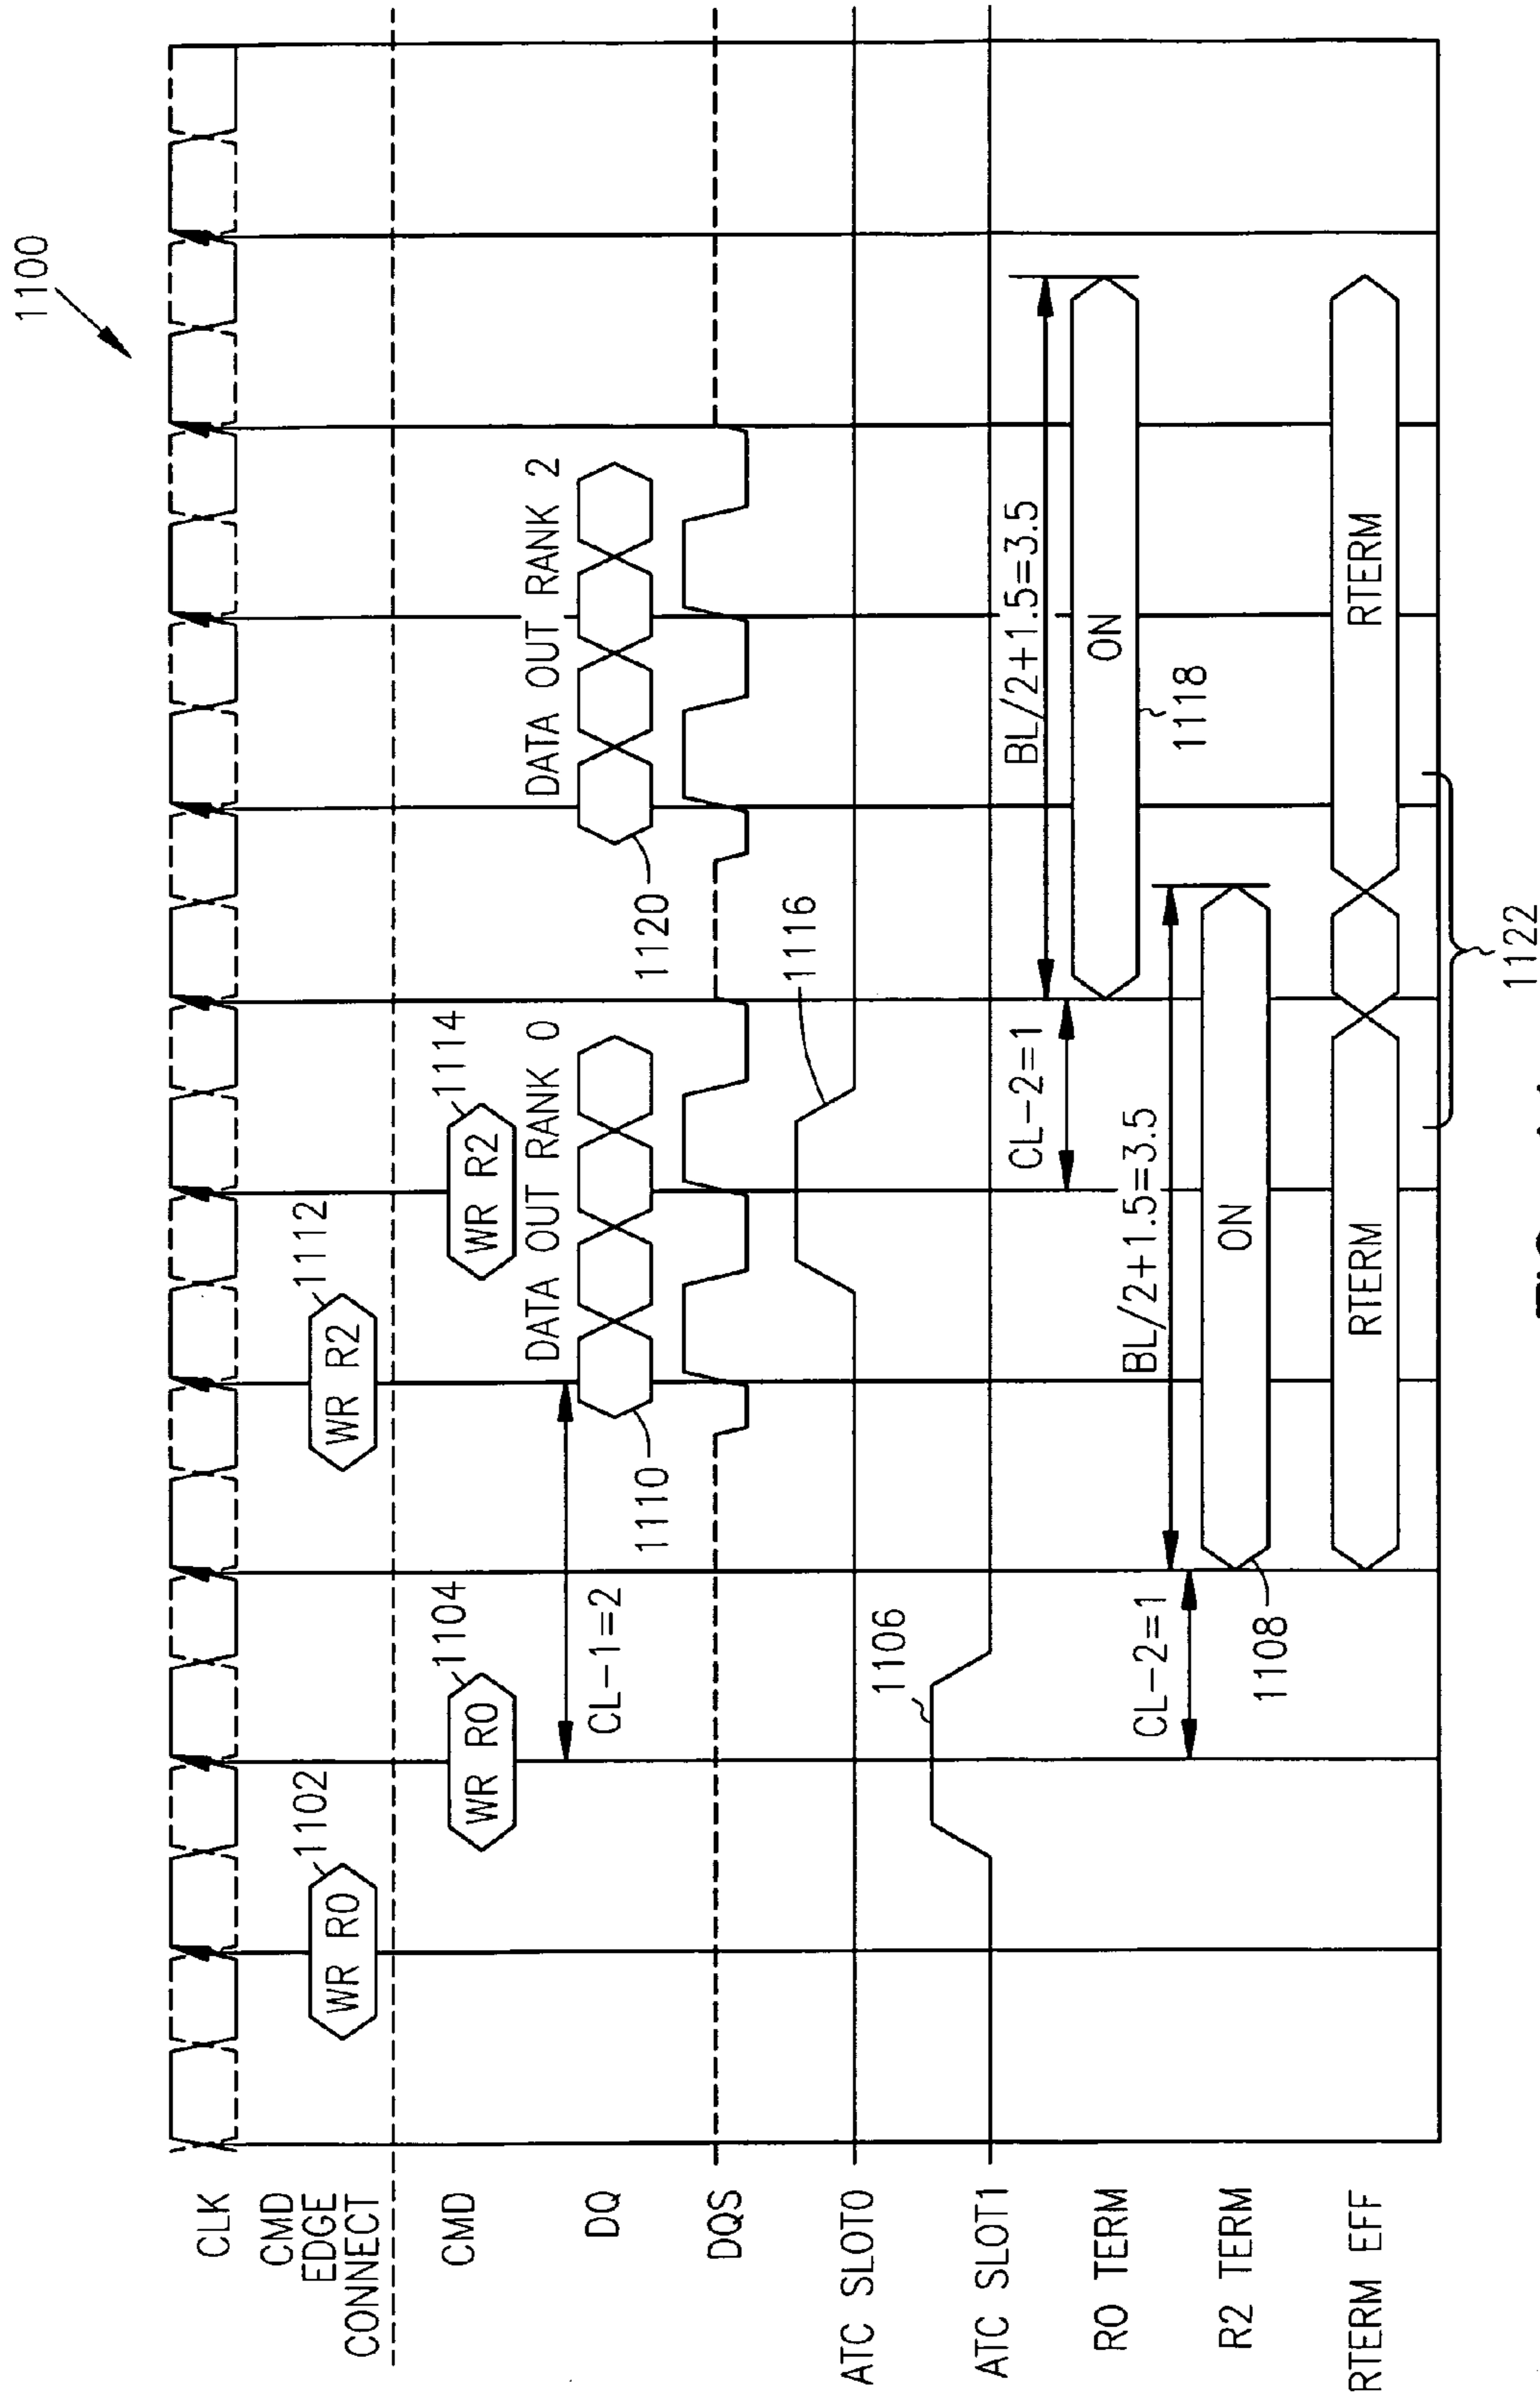 1100
CLK
CMD
EDGE
CONNECT
WR R0
1102
WR R2
1112
CMD
WR R0
1104
WR R2
1114
DQ
DATA OUT RANK 0
DATA OUT RANK 2
CL-1=2
1110
1120
DQS
ATC SLOT0
1116
ATC SLOT1
1106
R0 TERM
CL-2=1
BL/2+1.5=3.5
ON
1118
R2 TERM
CL-2=1
BL/2+1.5=3.5
ON
1108
RTERM EFF
RTERM
RTERM
1122